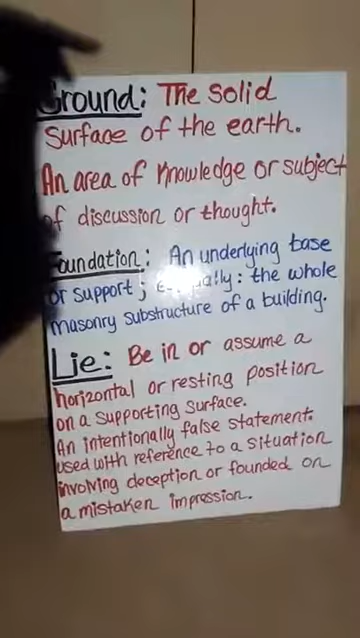 Ground: The Solid
Surface of the earth.
An area of Knowledge or subject
of discussion or thought.
Foundation: An underlying base
or support; especially: the whole
masonry substructure of a building.
Lie: Be in or assume a
horizontal or resting position
on a supporting surface.
An intentionally false statement.
used with reference to a situation
involving deception or founded on
a mistaken impression.